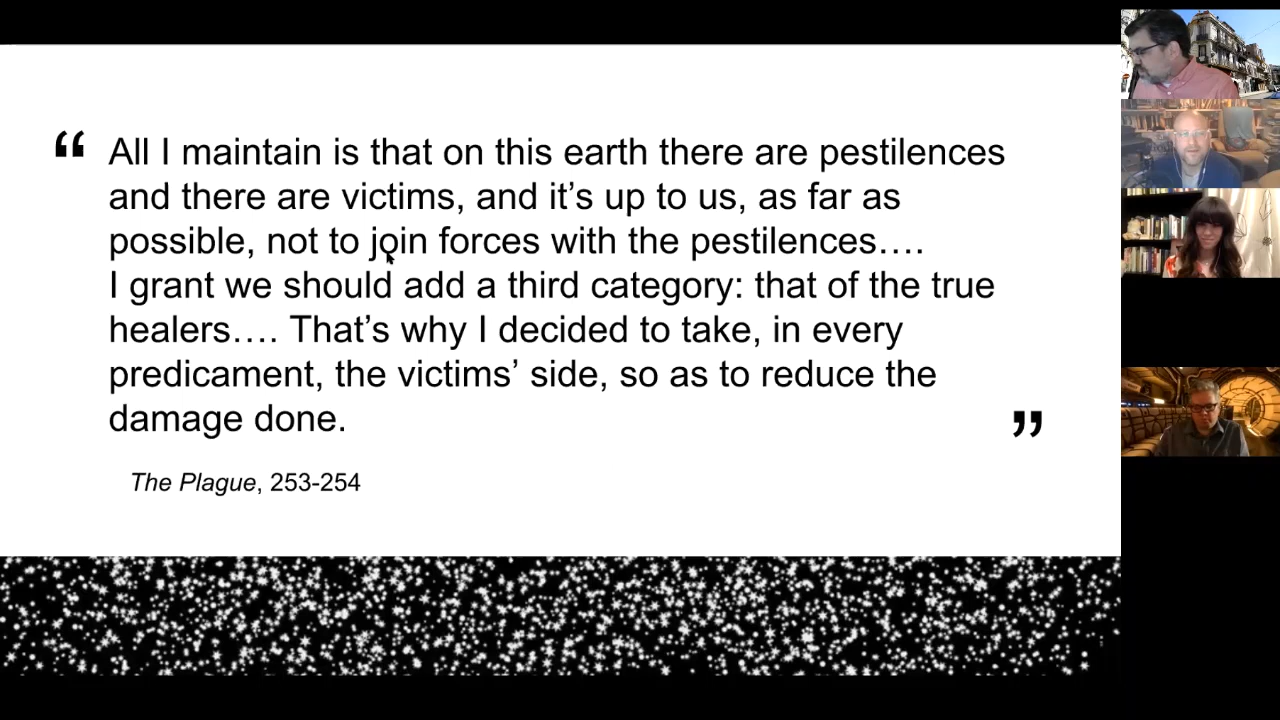 “ All I maintain is that on this earth there are pestilences
and there are victims, and it’s up to us, as far as
possible, not to join forces with the pestilences….
I grant we should add a third category: that of the true
healers…. That’s why I decided to take, in every
predicament, the victims’ side, so as to reduce the
damage done. ”
The Plague, 253-254